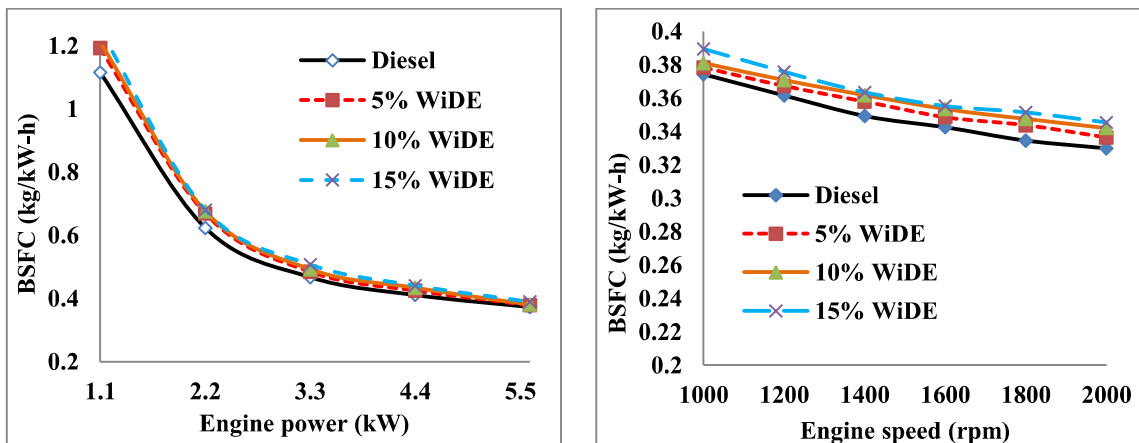 1.2
1
0.8
0.6
0.4
0.2
BSFC (kg/kW-h)
Diesel
5% WiDE
10% WiDE
15% WiDE
1.1 2.2 3.3 4.4 5.5
Engine power (kW)
0.4
0.38
0.36
0.34
0.32
0.3
0.28
0.26
0.24
0.22
0.2
BSFC (kg/kW-h)
Diesel
5% WiDE
10% WiDE
15% WiDE
1000 1200 1400 1600 1800 2000
Engine speed (rpm)